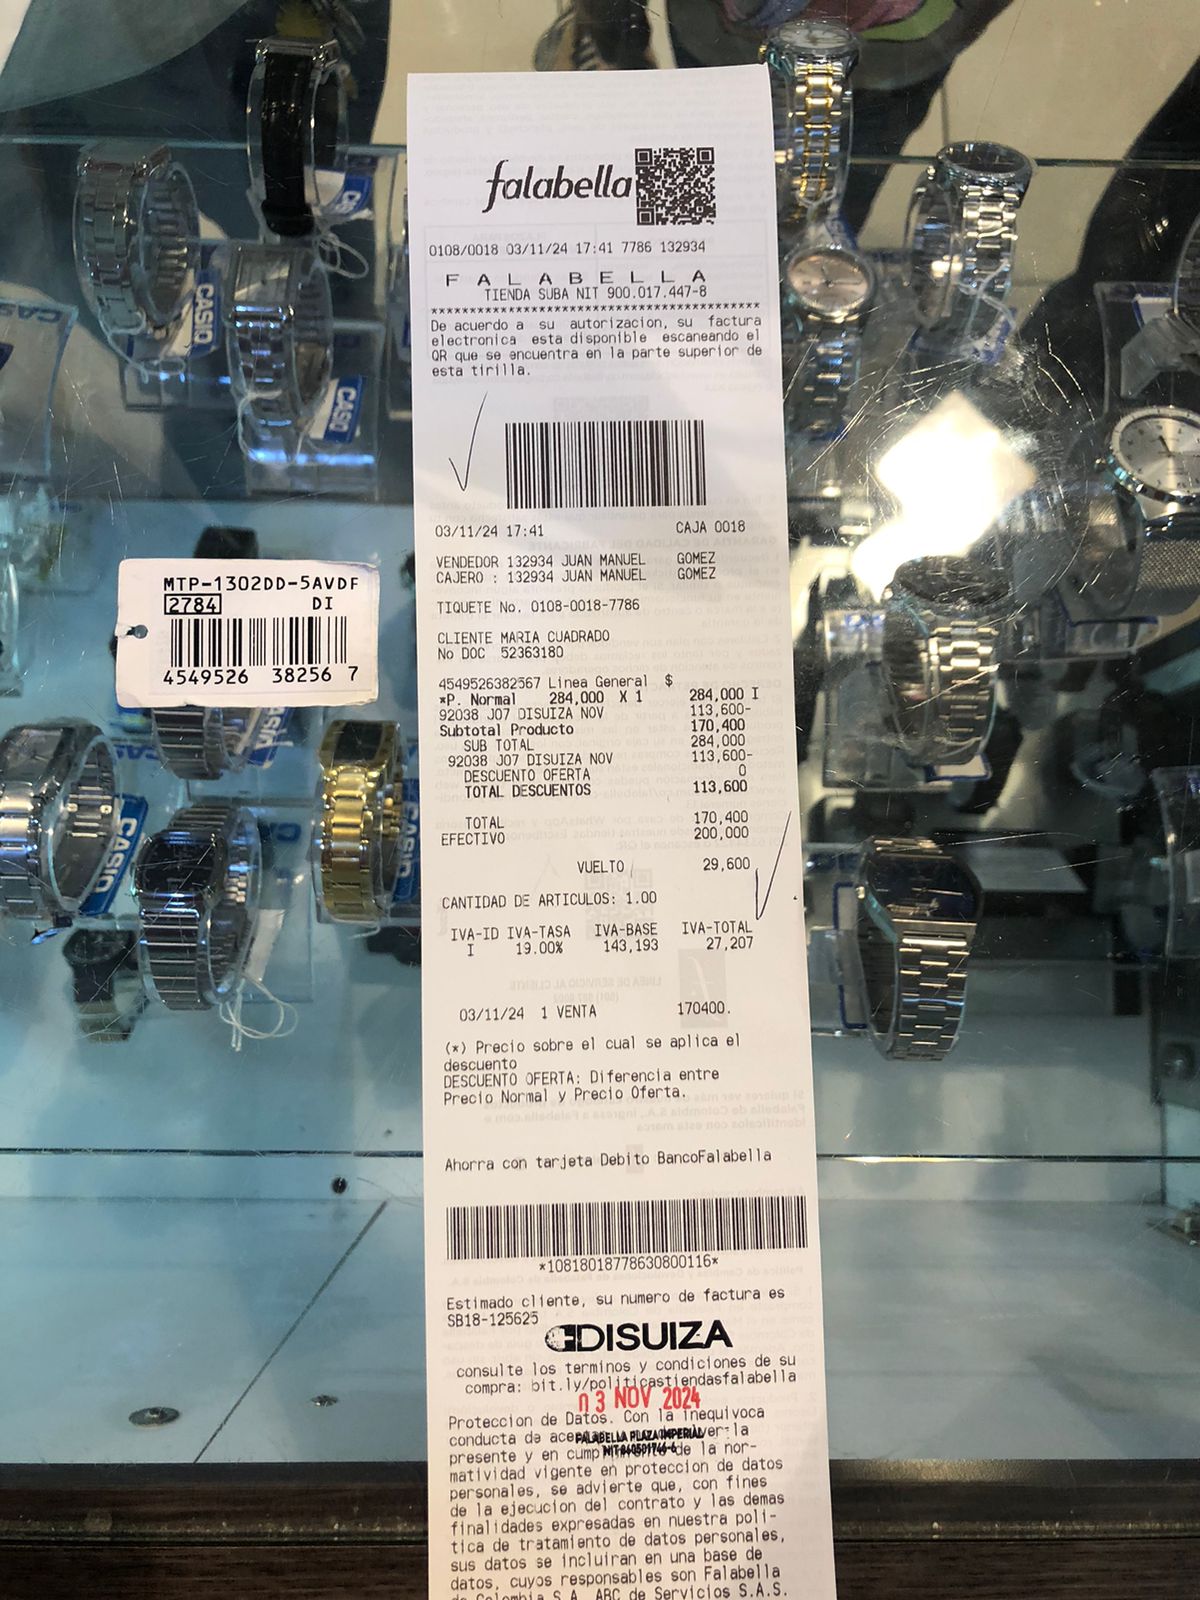 falabella
0108/0018 03/11/24 17:41 7786 132934
F A L A B E L L A
TIENDA SUBA NIT 900.017.447-8
******************************************
De acuerdo a su autorizacion, su factura
electronica esta disponible escaneando el
QR que se encuentra en la parte superior de
esta tirilla.
03/11/24 17:41 CAJA 0018
VENDEDOR 132934 JUAN MANUEL GOMEZ
CAJERO : 132934 JUAN MANUEL GOMEZ
TIQUETE No. 0108-0018-7786
CLIENTE MARIA CUADRADO
No DOC 52363180
4549526382567 Linea General $
*P. Normal 284,000 X 1 284,000 I
92038 J07 DISUIZA NOV 113,600-
Subtotal Producto 170,400
SUB TOTAL 284,000
92038 J07 DISUIZA NOV 113,600-
DESCUENTO OFERTA 0
TOTAL DESCUENTOS 113,600
TOTAL 170,400
EFECTIVO 200,000
VUELTO 29,600
CANTIDAD DE ARTICULOS: 1.00
IVA-ID IVA-TASA IVA-BASE IVA-TOTAL
I 19.00% 143,193 27,207
03/11/24 1 VENTA 170400.
(*) Precio sobre el cual se aplica el
descuento
DESCUENTO OFERTA: Diferencia entre
Precio Normal y Precio Oferta.
Ahorra con tarjeta Debito BancoFalabella
*10818018778630800116*
Estimado cliente, su numero de factura es
SB18-125625
DISUIZA
consulte los terminos y condiciones de su
compra: bit.ly/politicastiendasfalabella
03 NOV 2024
Proteccion de Datos. Con la inequivoca
conducta de la
FALABELLA PLAZA IMPERIAL
presente y en de la nor-
matividad vigente en proteccion de datos
personales, se advierte que, con fines
de la ejecucion del contrato y las demas
finalidades expresadas en nuestra poli-
tica de tratamiento de datos personales,
sus datos se incluiran en una base de
datos, cuyos responsables son Falabella
de Colombia S.A. ABC de Servicios S.A.S.
MTP-1302DD-5AVDF
2784 DI
4549526 38256 7
CASIO
CASIO
CASIO
CASIO
CASIO